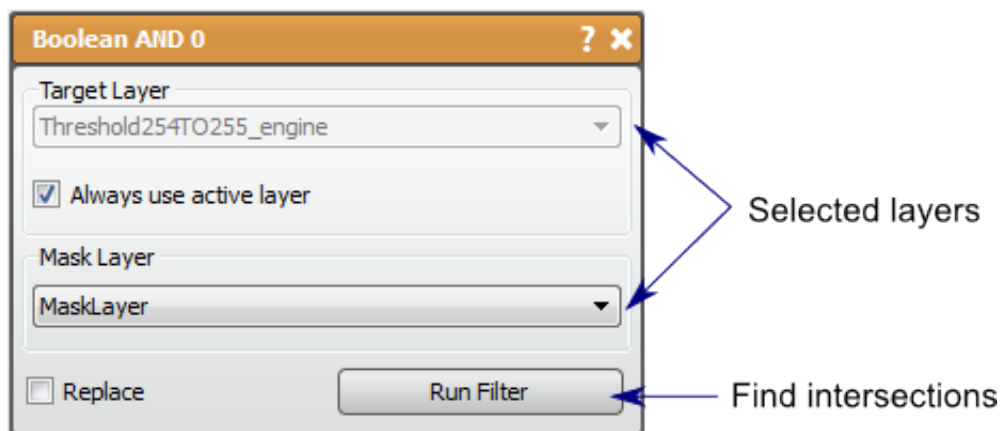 Boolean AND 0 ? ×
Target Layer
Threshold254TO255_engine
Always use active layer
Selected layers
Mask Layer
MaskLayer
Replace Run Filter
Find intersections